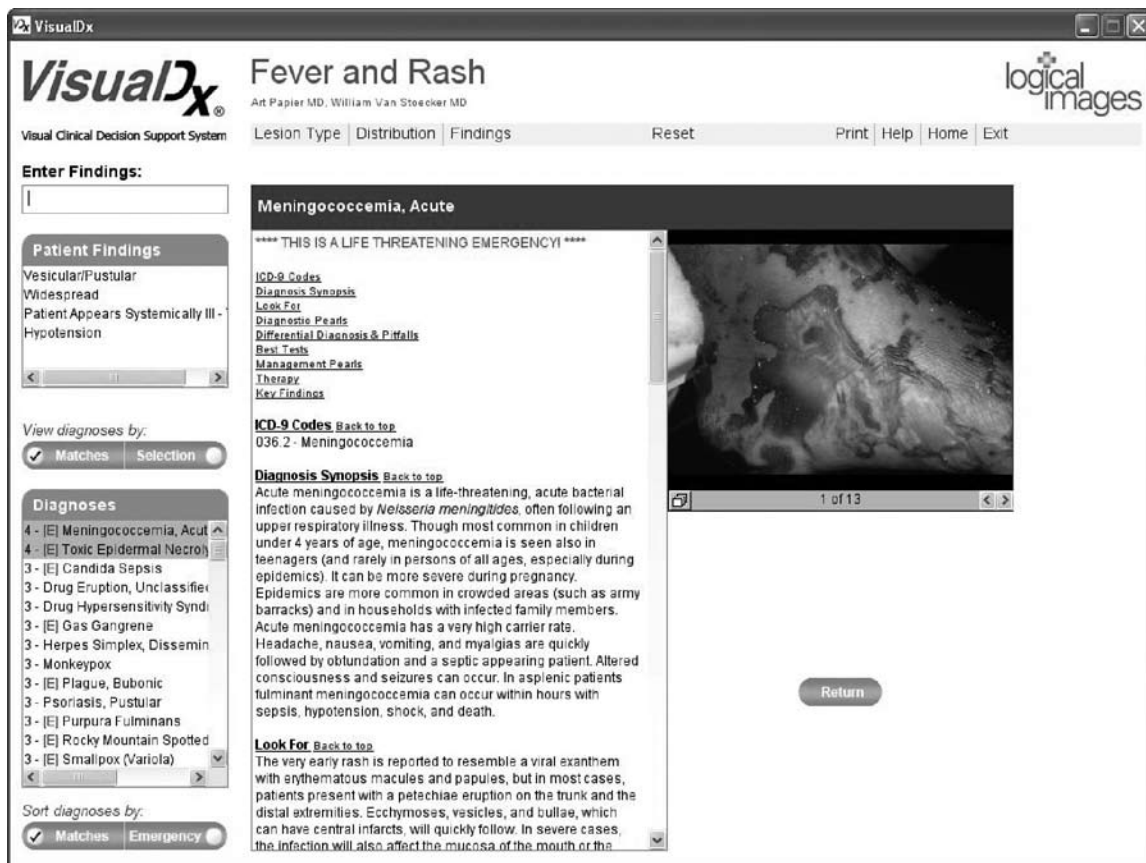 VisualDx
VisualDx®
Visual Clinical Decision Support System
Fever and Rash
Art Papier MD, William Van Stoecker MD
logical images
Lesion Type Distribution Findings Reset Print Help Home Exit
Enter Findings:
Patient Findings
Vesicular/Pustular
Widespread
Patient Appears Systemically Ill -
Hypotension
View diagnoses by:
Matches Selection
Diagnoses
4 - [E] Meningococcemia, Acut
4 - [E] Toxic Epidermal Necroly
3 - [E] Candida Sepsis
3 - Drug Eruption, Unclassified
3 - Drug Hypersensitivity Synd
3 - [E] Gas Gangrene
3 - Herpes Simplex, Dissemin
3 - Monkeypox
3 - [E] Plague, Bubonic
3 - Psoriasis, Pustular
3 - [E] Purpura Fulminans
3 - [E] Rocky Mountain Spotted
3 - [E] Smallpox (Variola)
Sort diagnoses by:
Matches Emergency
Meningococcemia, Acute
**** THIS IS A LIFE THREATENING EMERGENCY! ****
ICD-9 Codes
Diagnosis Synopsis
Look For
Diagnostic Pearls
Differential Diagnosis & Pitfalls
Best Tests
Management Pearls
Therapy
Key Findings
ICD-9 Codes Back to top
036.2 - Meningococcemia
Diagnosis Synopsis Back to top
Acute meningococcemia is a life-threatening, acute bacterial
infection caused by Neisseria meningitides, often following an
upper respiratory illness. Though most common in children
under 4 years of age, meningococcemia is seen also in
teenagers (and rarely in persons of all ages, especially during
epidemics). It can be more severe during pregnancy.
Epidemics are more common in crowded areas (such as army
barracks) and in households with infected family members.
Acute meningococcemia has a very high carrier rate.
Headache, nausea, vomiting, and myalgias are quickly
followed by obtundation and a septic appearing patient. Altered
consciousness and seizures can occur. In asplenic patients
fulminant meningococcemia can occur within hours with
sepsis, hypotension, shock, and death.
Look For Back to top
The very early rash is reported to resemble a viral exanthem
with erythematous macules and papules, but in most cases,
patients present with a petechiae eruption on the trunk and the
distal extremities. Ecchymoses, vesicles, and bullae, which
can have central infarcts, will quickly follow. In severe cases,
the infection will also affect the mucosa of the mouth or the
1 of 13
Return